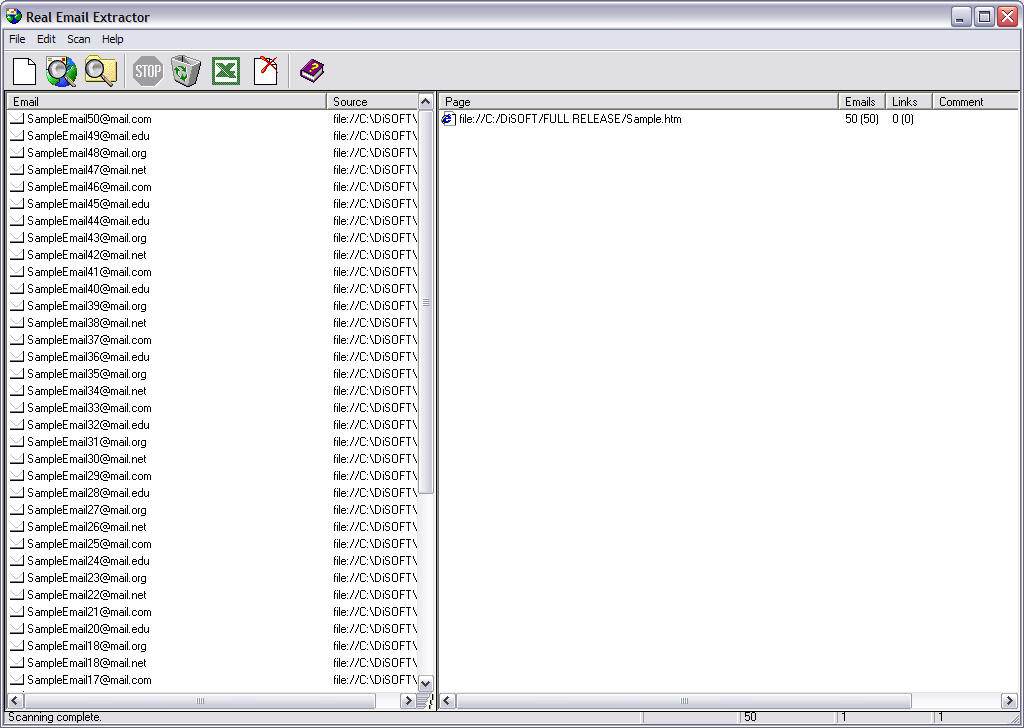 Real Email Extractor
File Edit Scan Help
STOP
Email Source
SampleEmail50@mail.com file://C:\DiSOFT\
SampleEmail49@mail.edu file://C:\DiSOFT\
SampleEmail48@mail.org file://C:\DiSOFT\
SampleEmail47@mail.net file://C:\DiSOFT\
SampleEmail46@mail.com file://C:\DiSOFT\
SampleEmail45@mail.edu file://C:\DiSOFT\
SampleEmail44@mail.edu file://C:\DiSOFT\
SampleEmail43@mail.org file://C:\DiSOFT\
SampleEmail42@mail.net file://C:\DiSOFT\
SampleEmail41@mail.com file://C:\DiSOFT\
SampleEmail40@mail.edu file://C:\DiSOFT\
SampleEmail39@mail.org file://C:\DiSOFT\
SampleEmail38@mail.net file://C:\DiSOFT\
SampleEmail37@mail.com file://C:\DiSOFT\
SampleEmail36@mail.edu file://C:\DiSOFT\
SampleEmail35@mail.org file://C:\DiSOFT\
SampleEmail34@mail.net file://C:\DiSOFT\
SampleEmail33@mail.com file://C:\DiSOFT\
SampleEmail32@mail.edu file://C:\DiSOFT\
SampleEmail31@mail.org file://C:\DiSOFT\
SampleEmail30@mail.net file://C:\DiSOFT\
SampleEmail29@mail.com file://C:\DiSOFT\
SampleEmail28@mail.edu file://C:\DiSOFT\
SampleEmail27@mail.org file://C:\DiSOFT\
SampleEmail26@mail.net file://C:\DiSOFT\
SampleEmail25@mail.com file://C:\DiSOFT\
SampleEmail24@mail.edu file://C:\DiSOFT\
SampleEmail23@mail.org file://C:\DiSOFT\
SampleEmail22@mail.net file://C:\DiSOFT\
SampleEmail21@mail.com file://C:\DiSOFT\
SampleEmail20@mail.edu file://C:\DiSOFT\
SampleEmail18@mail.org file://C:\DiSOFT\
SampleEmail18@mail.net file://C:\DiSOFT\
SampleEmail17@mail.com file://C:\DiSOFT\
Page Emails Links Comment
file://C:/DiSOFT/FULL RELEASE/Sample.htm 50 (50) 0 (0)
Scanning complete. 50 1 1